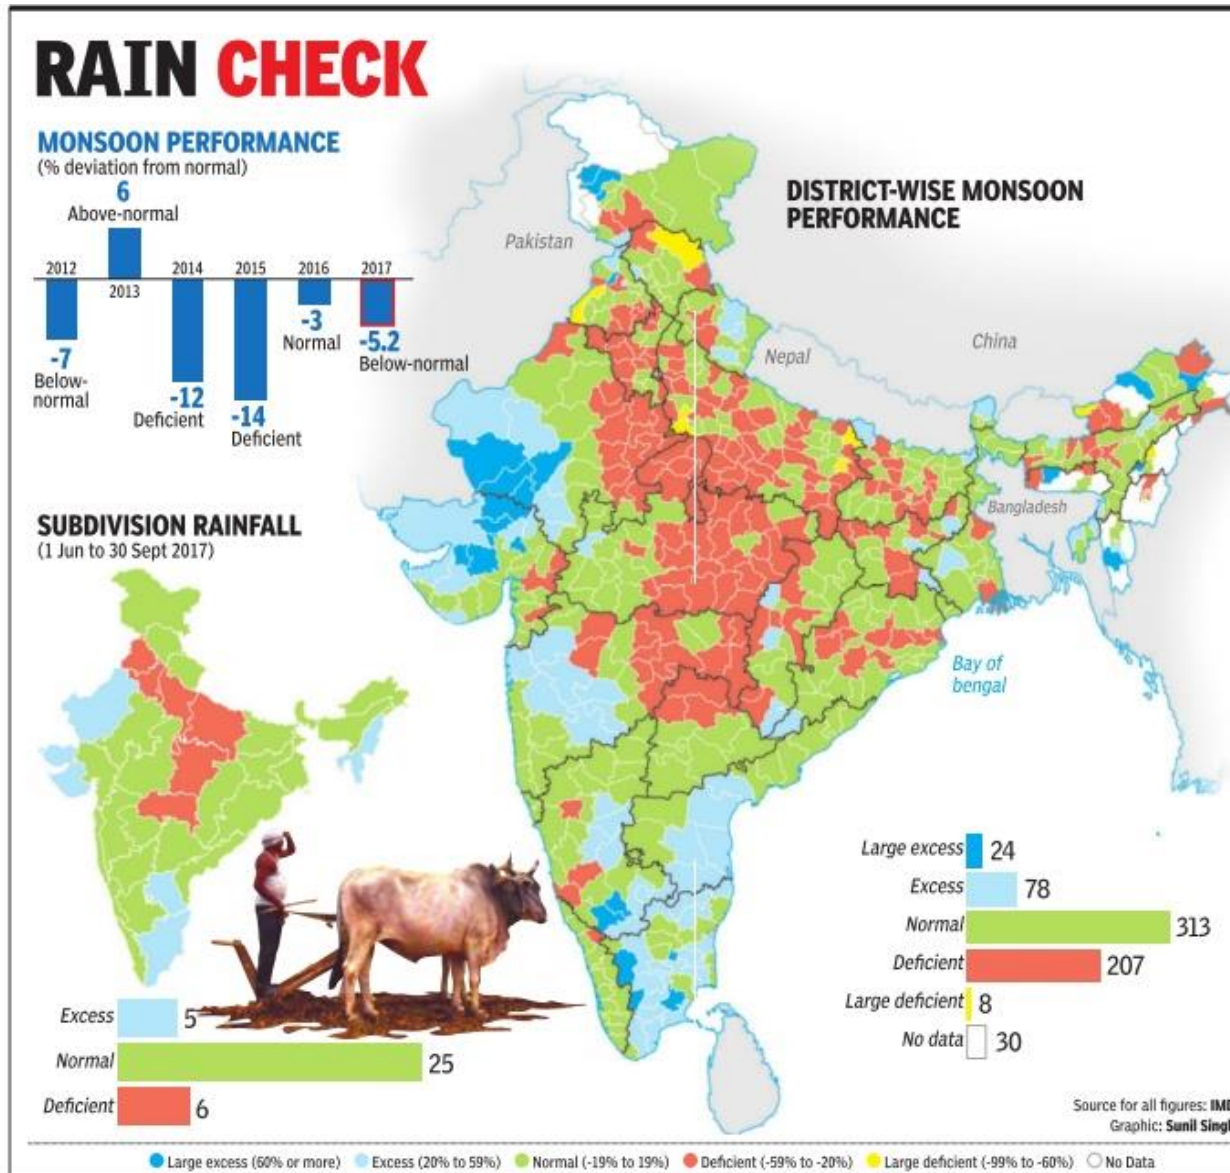 RAIN CHECK
MONSOON PERFORMANCE
(% deviation from normal)
6
Above-normal
2012
2013
2014
2015
2016
2017
-7
Below-
normal
-12
Deficient
-14
Deficient
-3
Normal
-5.2
Below-normal
DISTRICT-WISE MONSOON
PERFORMANCE
Pakistan
Nepal
China
Bangladesh
Bay of
bengal
SUBDIVISION RAINFALL
(1 Jun to 30 Sept 2017)
Excess 5
Normal 25
Deficient 6
Large excess 24
Excess 78
Normal 313
Deficient 207
Large deficient 8
No data 30
Source for all figures: IMD
Graphic: Sunil Singh
Large excess (60% or more) Excess (20% to 59%) Normal (-19% to 19%) Deficient (-59% to -20%) Large deficient (-99% to -60%) No Data